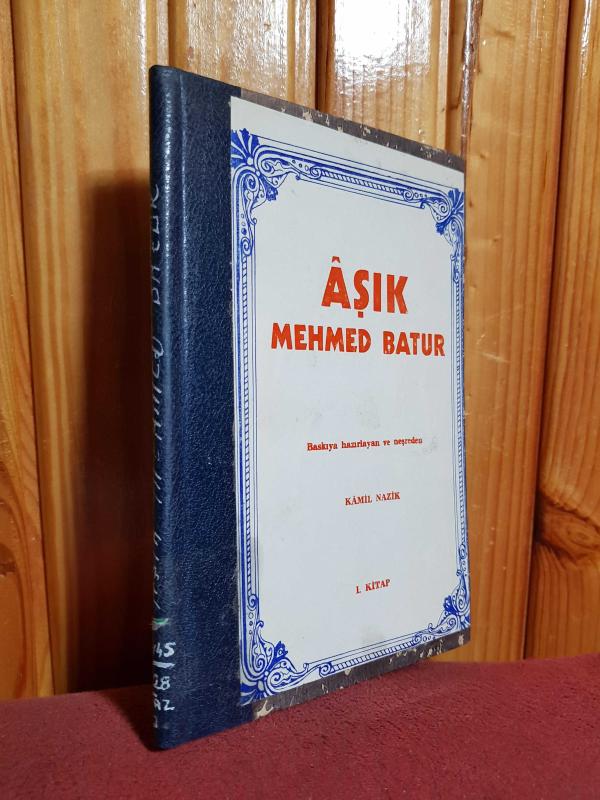 ÂŞIK
MEHMED BATUR
Baskıya hazırlayan ve neşreden
KÂMİL NAZİK
I. KİTAP